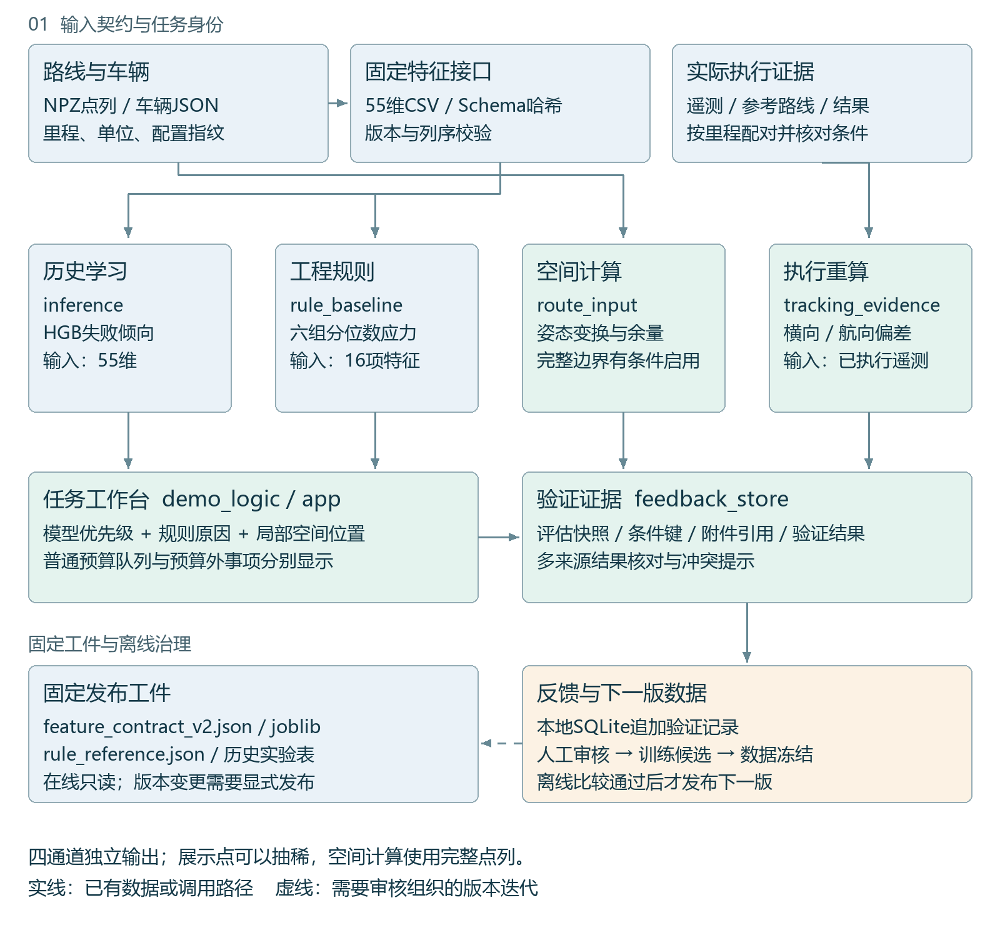 01 输入契约与任务身份
路线与车辆
NPZ点列 / 车辆JSON
里程、单位、配置指纹
固定特征接口
55维CSV / Schema哈希
版本与列序校验
实际执行证据
遥测 / 参考路线 / 结果
按里程配对并核对条件
历史学习
inference
HGB失败倾向
输入：55维
工程规则
rule_baseline
六组分位数应力
输入：16项特征
空间计算
route_input
姿态变换与余量
完整边界有条件启用
执行重算
tracking_evidence
横向 / 航向偏差
输入：已执行遥测
任务工作台 demo_logic / app
模型优先级 + 规则原因 + 局部空间位置
普通预算队列与预算外事项分别显示
验证证据 feedback_store
评估快照 / 条件键 / 附件引用 / 验证结果
多来源结果核对与冲突提示
固定工件与离线治理
固定发布工件
feature_contract_v2.json / joblib
rule_reference.json / 历史实验表
在线只读；版本变更需要显式发布
反馈与下一版数据
本地SQLite追加验证记录
人工审核 → 训练候选 → 数据冻结
离线比较通过后才发布下一版
四通道独立输出；展示点可以抽稀，空间计算使用完整点列。
实线：已有数据或调用路径 虚线：需要审核组织的版本迭代